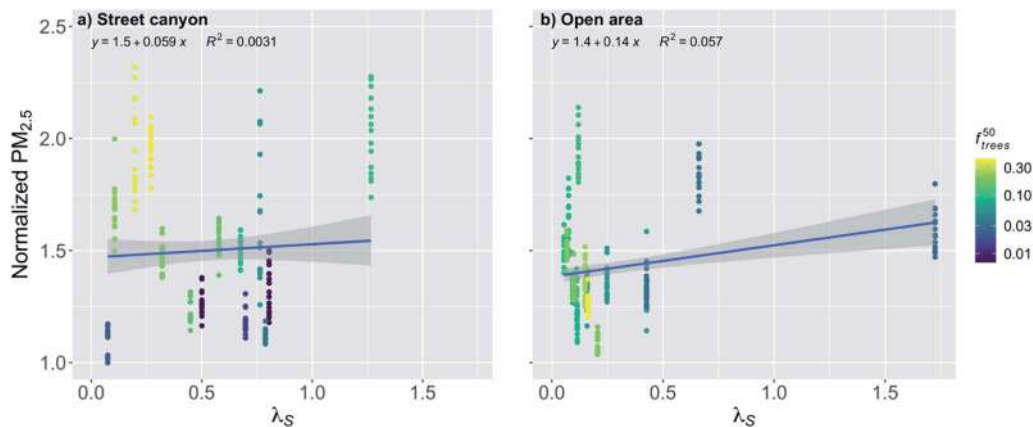 a) Street canyon
y = 1.5 + 0.059 x R² = 0.0031
b) Open area
y = 1.4 + 0.14 x R² = 0.057
Normalized PM₂.₅
2.5
2.0
1.5
1.0
0.0 0.5 1.0 1.5
λS
0.0 0.5 1.0 1.5
λS
f⁵⁰trees
0.30
0.10
0.03
0.01